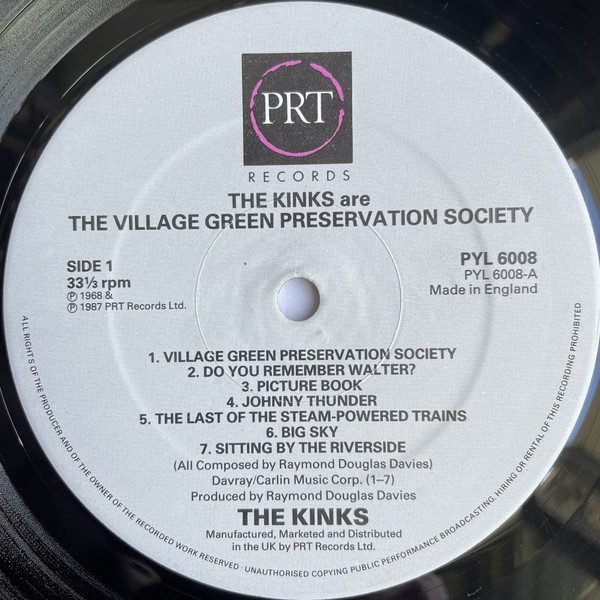 PRT
RECORDS
THE KINKS are
THE VILLAGE GREEN PRESERVATION SOCIETY
SIDE 1
33⅓ rpm
℗ 1968 &
℗ 1987 PRT Records Ltd.
PYL 6008
PYL 6008-A
Made in England
1. VILLAGE GREEN PRESERVATION SOCIETY
2. DO YOU REMEMBER WALTER?
3. PICTURE BOOK
4. JOHNNY THUNDER
5. THE LAST OF THE STEAM-POWERED TRAINS
6. BIG SKY
7. SITTING BY THE RIVERSIDE
(All Composed by Raymond Douglas Davies)
Davray/Carlin Music Corp. (1–7)
Produced by Raymond Douglas Davies
THE KINKS
Manufactured, Marketed and Distributed
in the UK by PRT Records Ltd.
ALL RIGHTS OF THE PRODUCER AND OF THE OWNER OF THE RECORDED WORK RESERVED · UNAUTHORISED COPYING PUBLIC PERFORMANCE BROADCASTING, HIRING OR RENTAL OF THIS RECORDING PROHIBITED